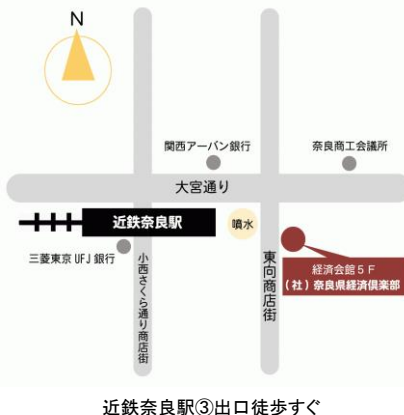 N
関西アーバン銀行
奈良商工会議所
大宮通り
近鉄奈良駅
噴水
三菱東京UFJ銀行
小西さくら通り商店街
東向商店街
経済会館5F
(社)奈良県経済倶楽部
近鉄奈良駅③出口徒歩すぐ